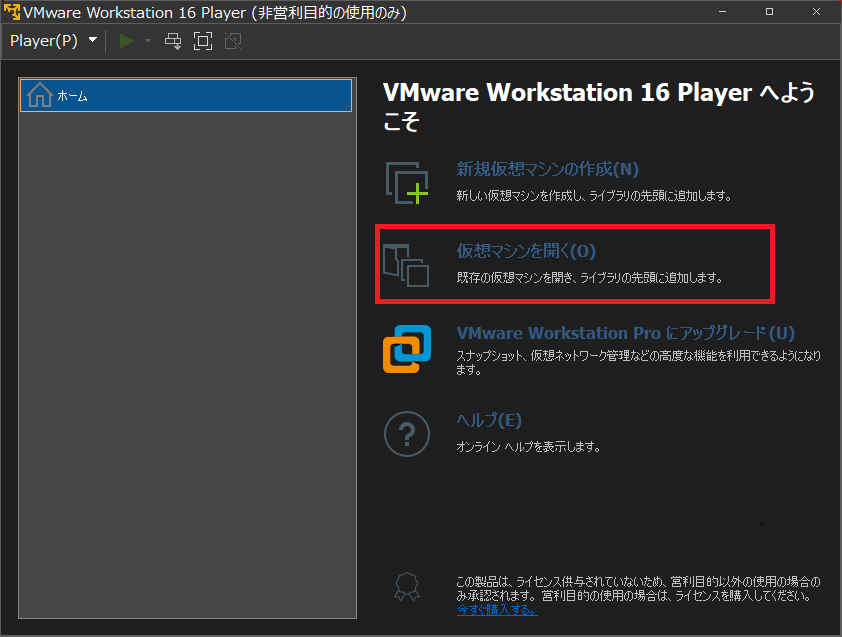 VMware Workstation 16 Player (非営利目的の使用のみ)
Player(P)
ホーム
VMware Workstation 16 Player へよう
こそ
新規仮想マシンの作成(N)
新しい仮想マシンを作成し、ライブラリの先頭に追加します。
仮想マシンを開く(O)
既存の仮想マシンを開き、ライブラリの先頭に追加します。
VMware Workstation Pro にアップグレード(U)
スナップショット、仮想ネットワーク管理などの高度な機能を利用できるようになり
ます。
ヘルプ(E)
オンライン ヘルプを表示します。
この製品は、ライセンス供与されていないため、営利目的以外の使用の場合の
み承認されます。営利目的の使用の場合は、ライセンスを購入してください。
今すぐ購入する。